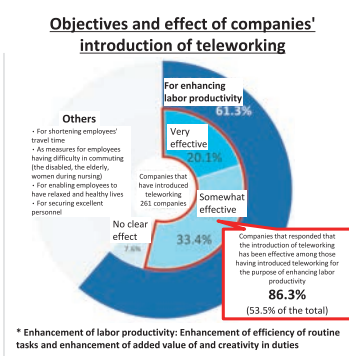 Objectives and effect of companies'
introduction of teleworking
For enhancing
labor productivity
61.3%
Others
・For shortening employees'
travel time
・As measures for employees
having difficulty in commuting
(the disabled, the elderly,
women during nursing)
・For enabling employees to
have relaxed and healthy lives
・For securing excellent
personnel
Very
effective
20.1%
Companies that
have introduced
teleworking
261 companies
Somewhat
effective
33.4%
No clear
effect
7.6%
Companies that responded that
the introduction of teleworking
has been effective among those
having introduced teleworking for
the purpose of enhancing labor
productivity
86.3%
(53.5% of the total)
* Enhancement of labor productivity: Enhancement of efficiency of routine
tasks and enhancement of added value of and creativity in duties